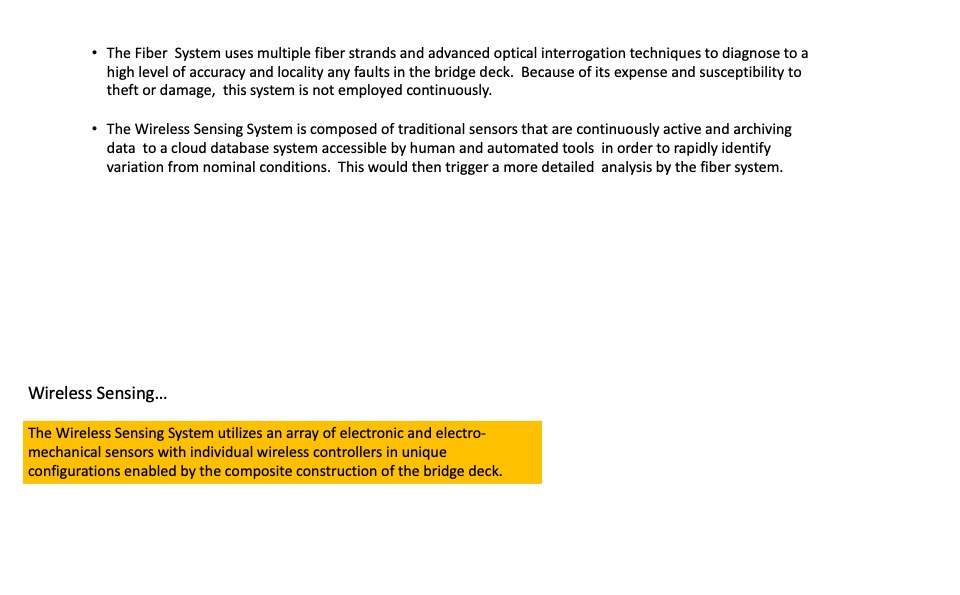 • The Fiber  System uses multiple fiber strands and advanced optical interrogation techniques to diagnose to a
high level of accuracy and locality any faults in the bridge deck.  Because of its expense and susceptibility to
theft or damage,  this system is not employed continuously.
• The Wireless Sensing System is composed of traditional sensors that are continuously active and archiving
data  to a cloud database system accessible by human and automated tools  in order to rapidly identify
variation from nominal conditions.  This would then trigger a more detailed  analysis by the fiber system.
Wireless Sensing…
The Wireless Sensing System utilizes an array of electronic and electro-
mechanical sensors with individual wireless controllers in unique
configurations enabled by the composite construction of the bridge deck.